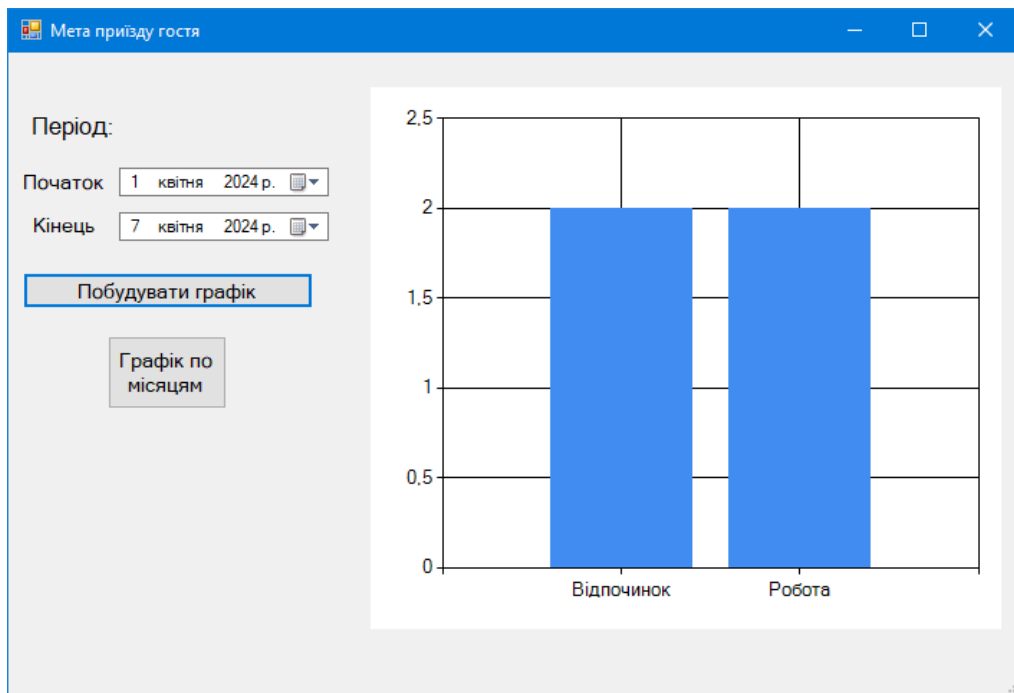 Мета приїзду гостя
Період:
Початок 1 квітня 2024 р.
Кінець 7 квітня 2024 р.
Побудувати графік
Графік по
місяцям
2,5
2
1,5
1
0,5
0
Відпочинок Робота